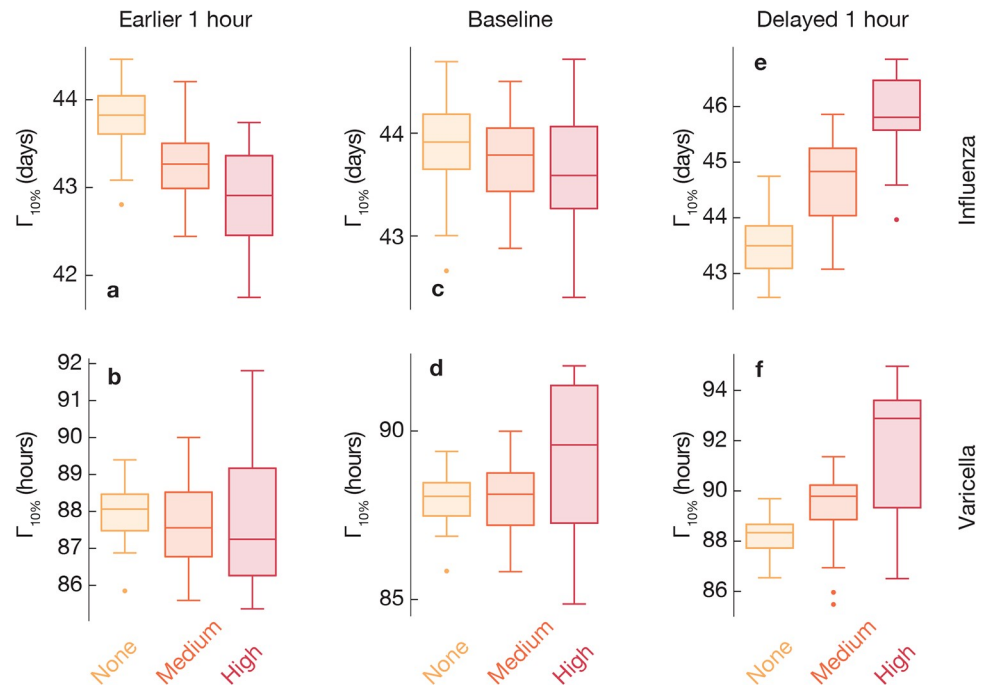 Earlier 1 hour
Baseline
Delayed 1 hour
44
43
42
Γ10% (days)
a
44
43
Γ10% (days)
c
46
45
44
43
Γ10% (days)
e
Influenza
92
91
90
89
88
87
86
Γ10% (hours)
b
90
85
Γ10% (hours)
d
94
92
90
88
86
Γ10% (hours)
f
Varicella
None
Medium
High
None
Medium
High
None
Medium
High